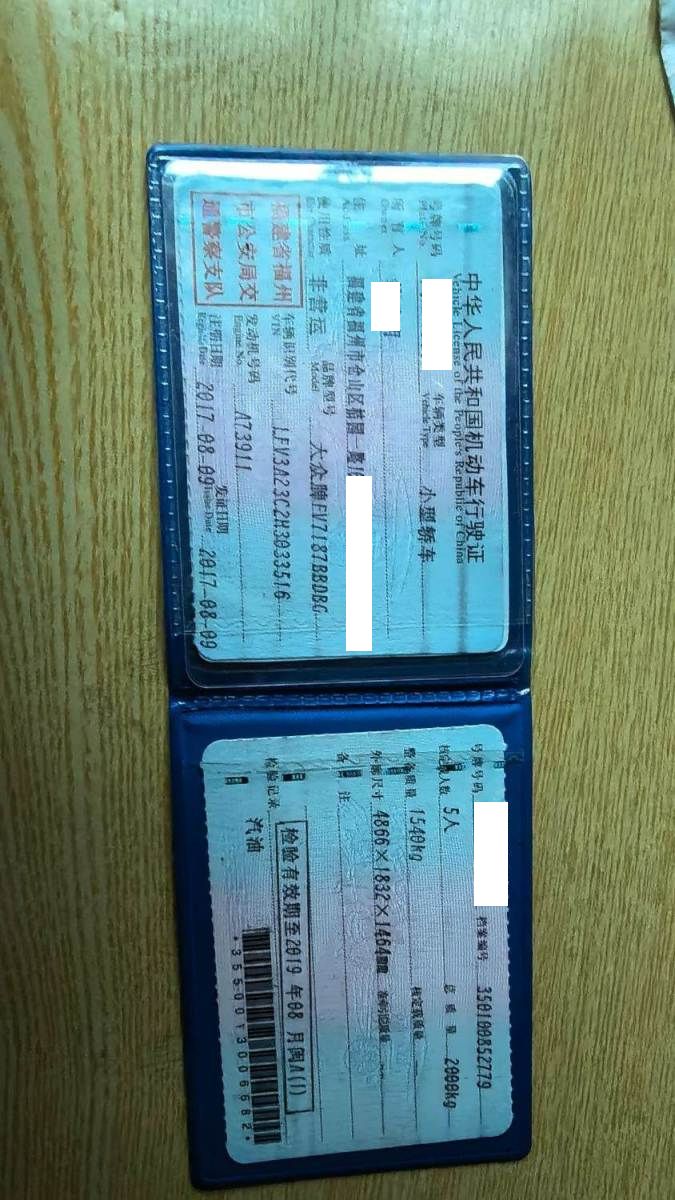 中华人民共和国机动车行驶证
Vehicle License of the People's Republic of China
号牌号码 车辆类型 小型轿车
Plate No. Vehicle Type
所有人
Owner
住址 福建省福州市仓山区
Address
使用性质 非营运 品牌型号 大众牌FV7187BBDBG
Use Character Model
福建省福州
市公安局交
通警察支队
车辆识别代号 LFV3A23C2H3033516
VIN
发动机号码 A73911
Engine No.
注册日期 2017-08-09 发证日期 2017-08-09
Register Date Issue Date
号牌号码 档案编号 350100852779
核定载人数 5人 总质量 2000kg
整备质量 1540kg 核定载质量
外廓尺寸 4866×1832×1464mm 准牵引总质量
备注
检验有效期至2019年08月闽A(1)
检验记录
汽油
*3550013006682*